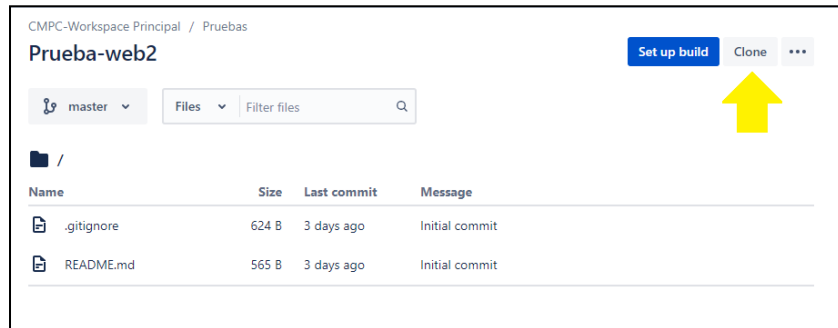 CMPC-Workspace Principal / Pruebas
Prueba-web2
Set up build Clone •••
master Files Filter files
/
Name Size Last commit Message
.gitignore 624 B 3 days ago Initial commit
README.md 565 B 3 days ago Initial commit